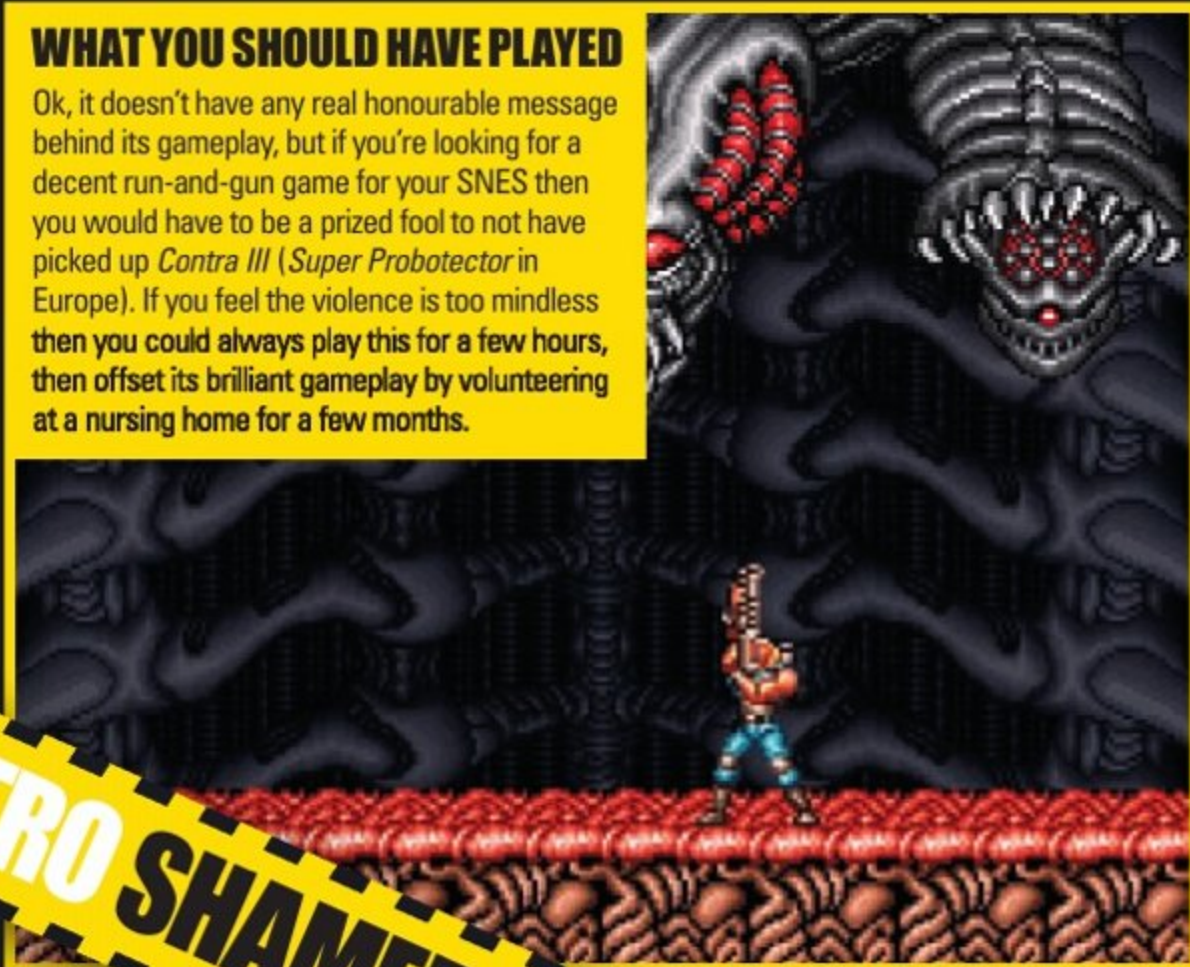 WHAT YOU SHOULD HAVE PLAYED
Ok, it doesn't have any real honourable message
behind its gameplay, but if you're looking for a
decent run-and-gun game for your SNES then
you would have to be a prized fool to not have
picked up Contra III (Super Probotector in
Europe). If you feel the violence is too mindless
then you could always play this for a few hours,
then offset its brilliant gameplay by volunteering
at a nursing home for a few months.